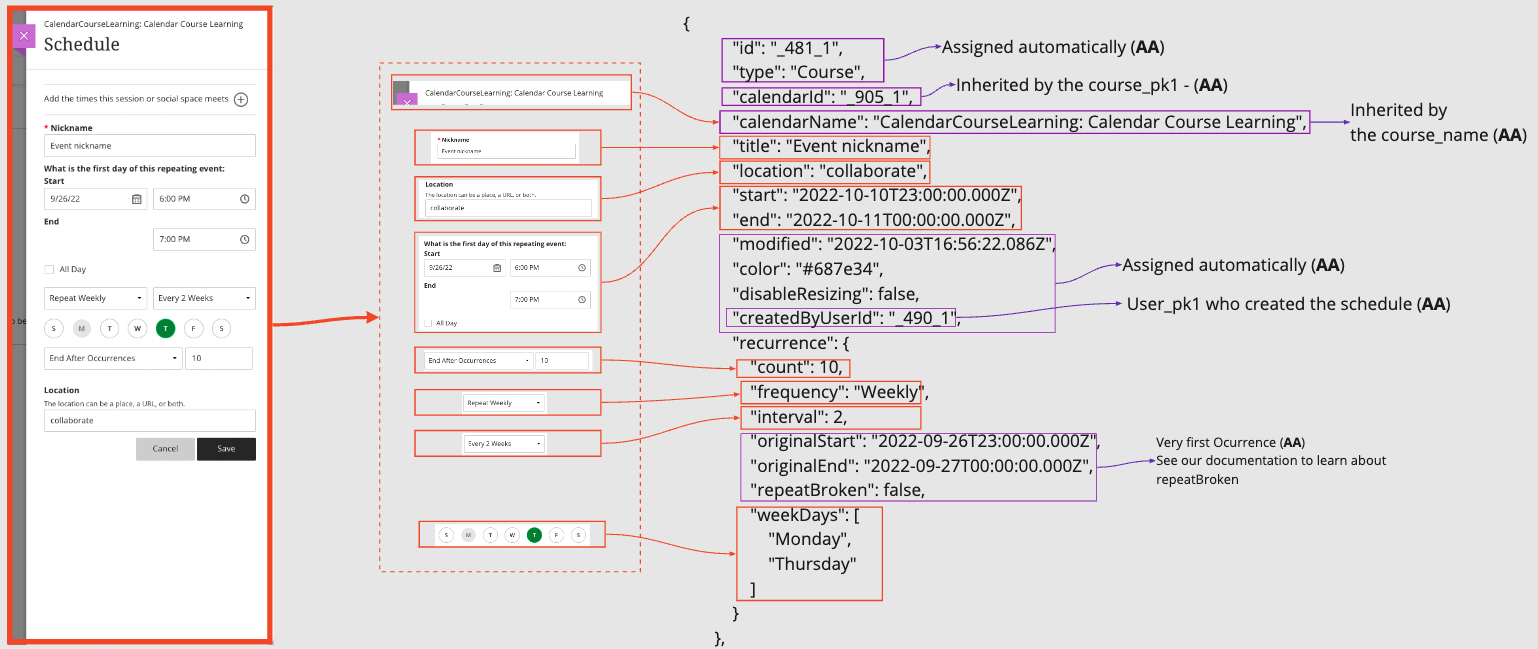 CalendarCourseLearning: Calendar Course Learning
Schedule
Add the times this session or social space meets
* Nickname
Event nickname
What is the first day of this repeating event:
Start
9/26/22
6:00 PM
End
7:00 PM
All Day
Repeat Weekly
Every 2 Weeks
S M T W T F S
End After Occurrences
10
Location
The location can be a place, a URL, or both.
collaborate
Cancel
Save
CalendarCourseLearning: Calendar Course Learning
* Nickname
Event nickname
Location
The location can be a place, a URL, or both.
collaborate
What is the first day of this repeating event:
Start
9/26/22
6:00 PM
End
7:00 PM
All Day
End After Occurrences
10
Repeat Weekly
Every 2 Weeks
S M T W T F S
{
"id": "_481_1",
"type": "Course",
"calendarId": "_905_1",
"calendarName": "CalendarCourseLearning: Calendar Course Learning",
"title": "Event nickname",
"location": "collaborate",
"start": "2022-10-10T23:00:00.000Z",
"end": "2022-10-11T00:00:00.000Z",
"modified": "2022-10-03T16:56:22.086Z",
"color": "#687e34",
"disableResizing": false,
"createdByUserId": "_490_1",
"recurrence": {
"count": 10,
"frequency": "Weekly",
"interval": 2,
"originalStart": "2022-09-26T23:00:00.000Z",
"originalEnd": "2022-09-27T00:00:00.000Z",
"repeatBroken": false,
"weekDays": [
"Monday",
"Thursday"
]
}
},
Assigned automatically (AA)
Inherited by the course_pk1 - (AA)
Inherited by
the course_name (AA)
Assigned automatically (AA)
User_pk1 who created the schedule (AA)
Very first Ocurrence (AA)
See our documentation to learn about
repeatBroken